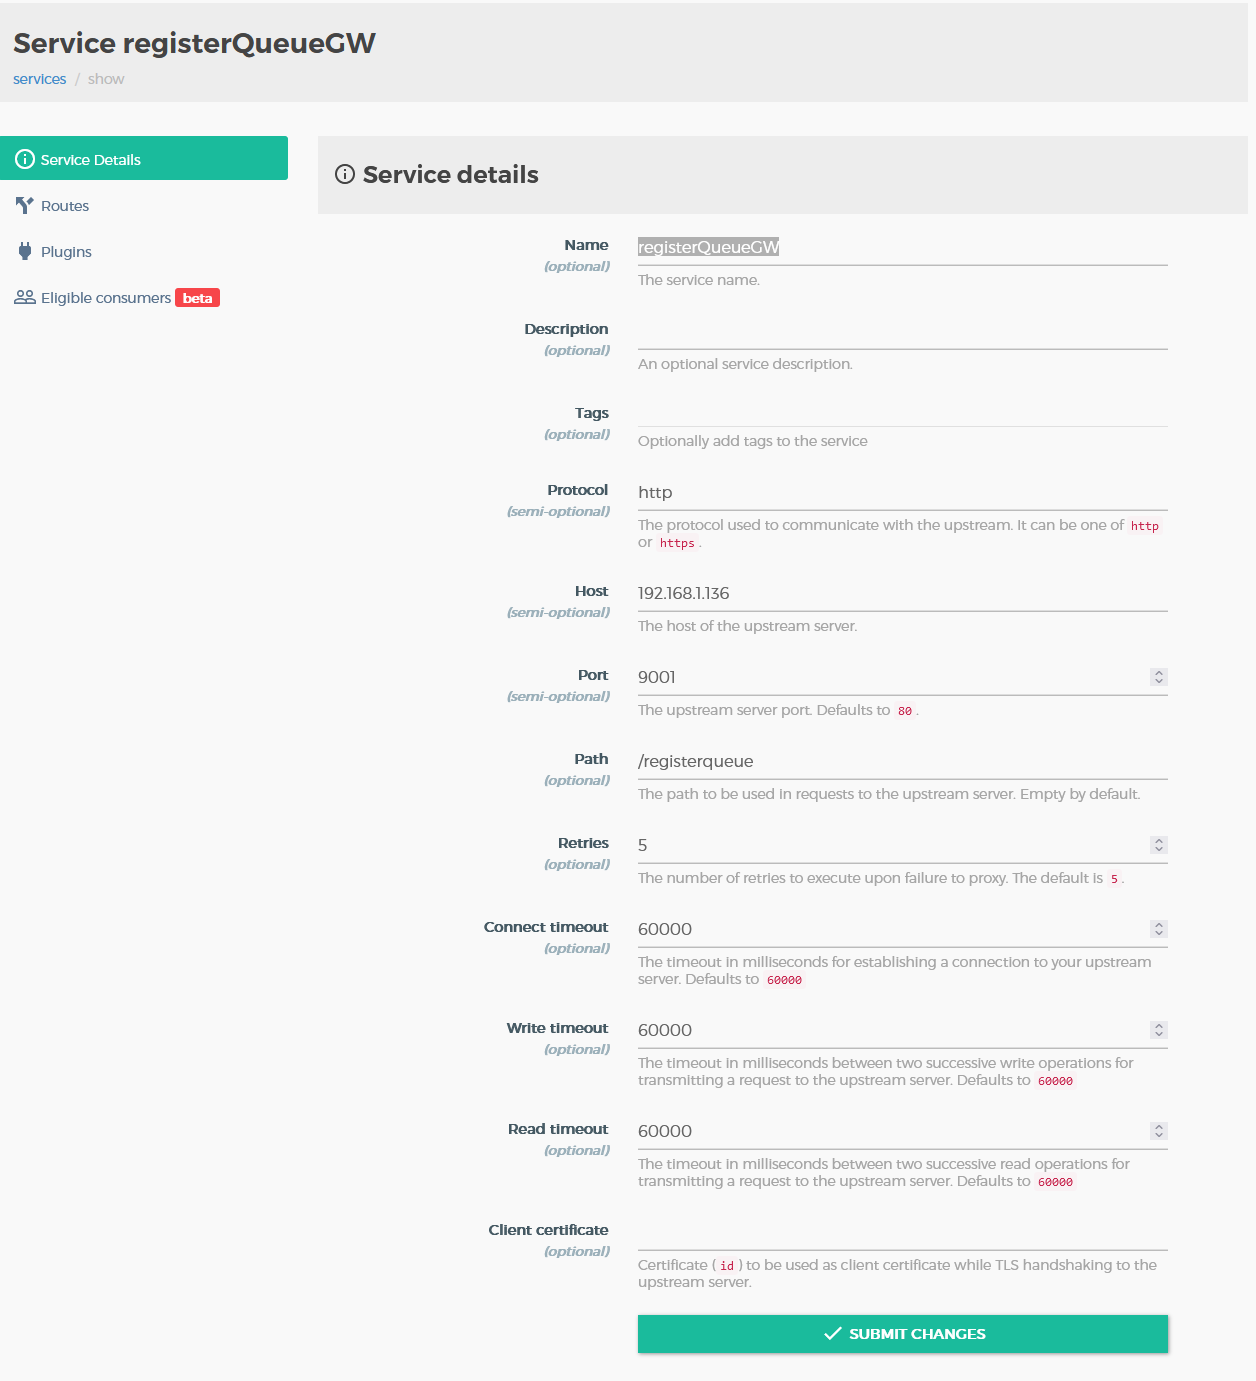 Service registerQueueGW
services / show
Service Details
Routes
Plugins
Eligible consumers beta
Service details
Name
(optional)
registerQueueGW
The service name.
Description
(optional)
An optional service description.
Tags
(optional)
Optionally add tags to the service
Protocol
(semi-optional)
http
The protocol used to communicate with the upstream. It can be one of http
or https.
Host
(semi-optional)
192.168.1.136
The host of the upstream server.
Port
(semi-optional)
9001
The upstream server port. Defaults to 80.
Path
(optional)
/registerqueue
The path to be used in requests to the upstream server. Empty by default.
Retries
(optional)
5
The number of retries to execute upon failure to proxy. The default is 5.
Connect timeout
(optional)
60000
The timeout in milliseconds for establishing a connection to your upstream
server. Defaults to 60000
Write timeout
(optional)
60000
The timeout in milliseconds between two successive write operations for
transmitting a request to the upstream server. Defaults to 60000
Read timeout
(optional)
60000
The timeout in milliseconds between two successive read operations for
transmitting a request to the upstream server. Defaults to 60000
Client certificate
(optional)
Certificate ( id ) to be used as client certificate while TLS handshaking to the
upstream server.
SUBMIT CHANGES